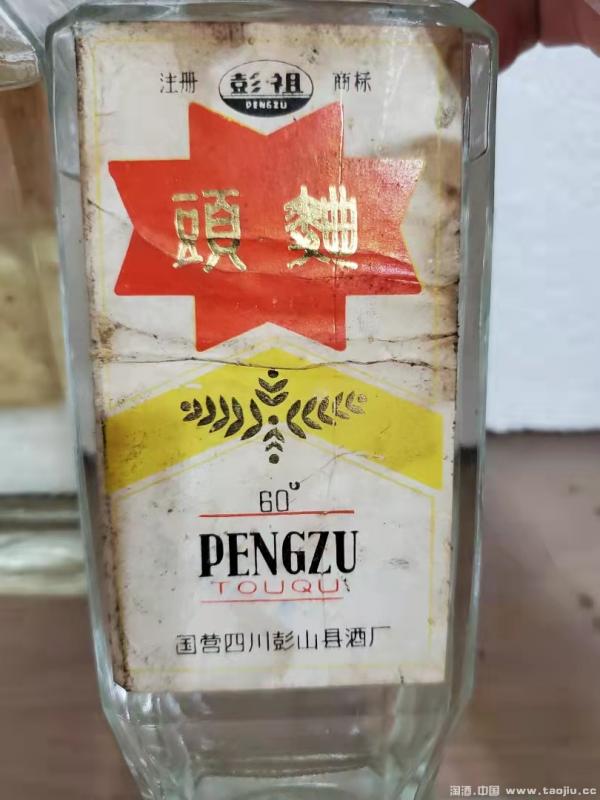 注册 彭祖 商标
PENGZU
頭麯
60°
PENGZU
TOUQU
国营四川彭山县酒厂
淘酒.中国 www.taojiu.cc